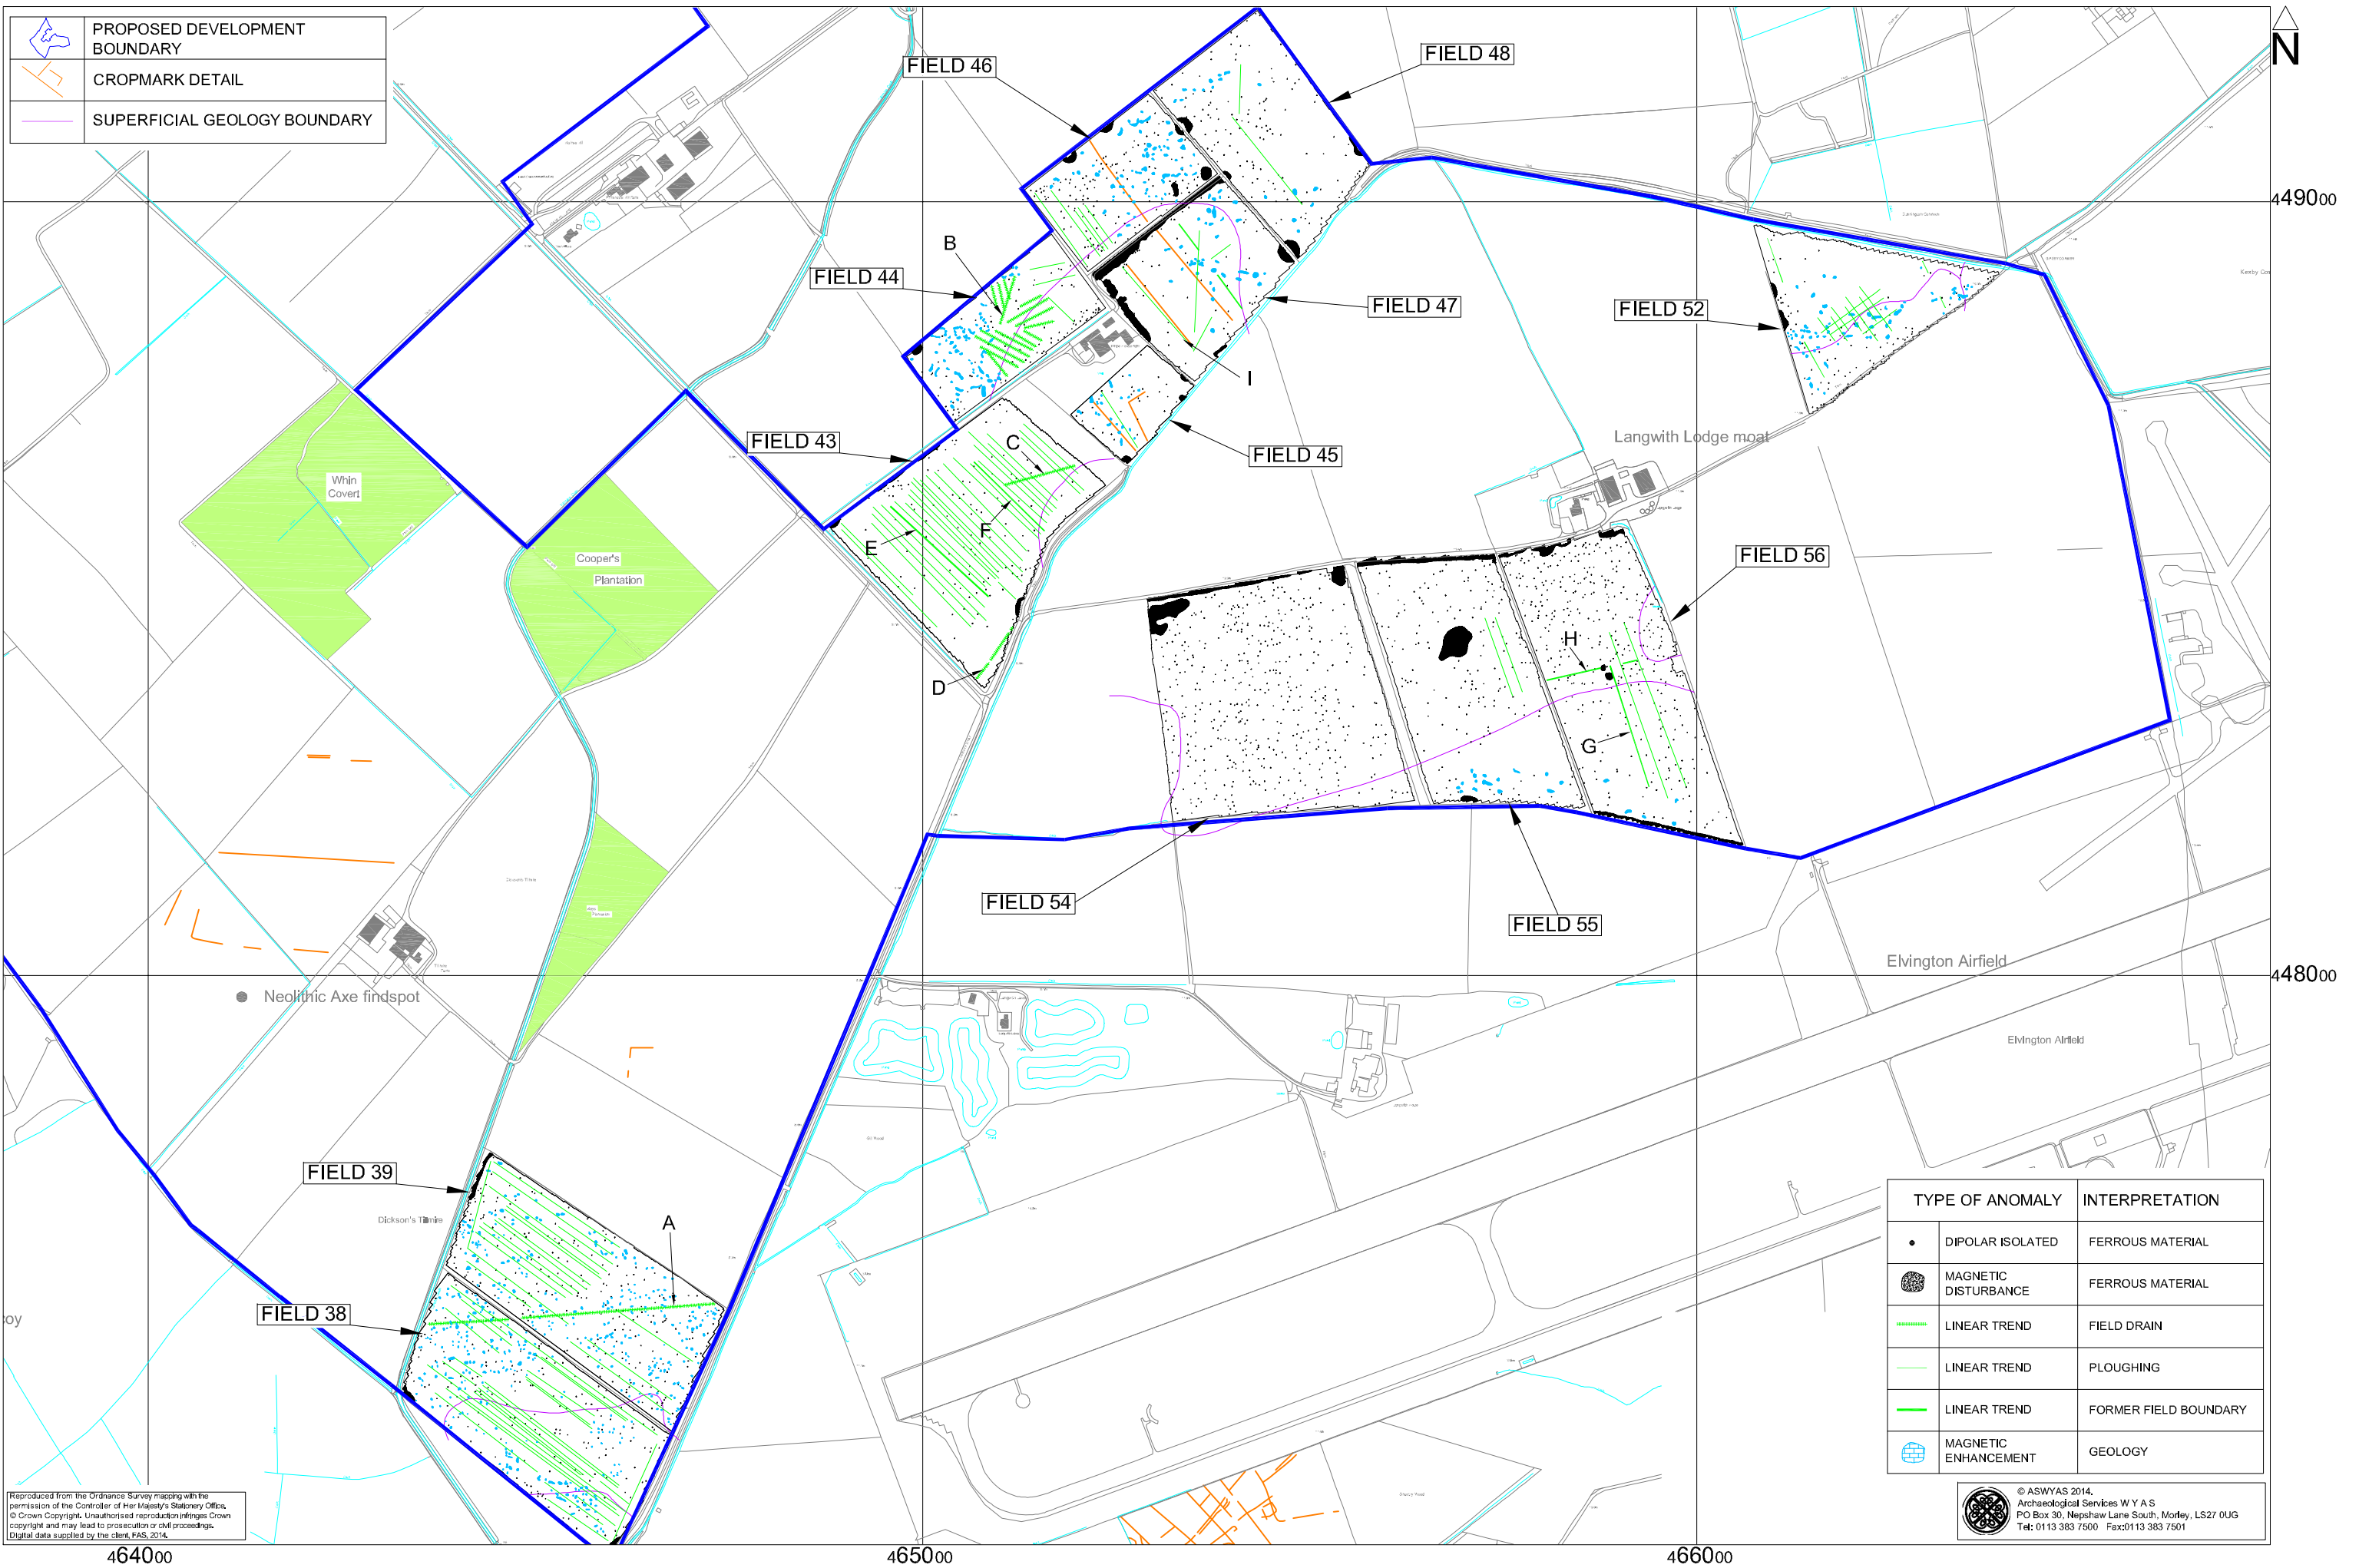 PROPOSED DEVELOPMENT
BOUNDARY
CROPMARK DETAIL
SUPERFICIAL GEOLOGY BOUNDARY
N
FIELD 48
FIELD 46
449000
B
FIELD 44
FIELD 47
FIELD 52
I
FIELD 43
C
FIELD 45
Langwith Lodge moat
Whin
Covert
F
E
Cooper's
Plantation
FIELD 56
H
D
G
FIELD 54
FIELD 55
Elvington Airfield
448000
Neolithic Axe findspot
Elvington Airfield
FIELD 39
Dickson's
A
FIELD 38
oy
TYPE OF ANOMALY
INTERPRETATION
DIPOLAR ISOLATED
FERROUS MATERIAL
MAGNETIC
DISTURBANCE
FERROUS MATERIAL
LINEAR TREND
FIELD DRAIN
LINEAR TREND
PLOUGHING
LINEAR TREND
FORMER FIELD BOUNDARY
MAGNETIC
ENHANCEMENT
GEOLOGY
Reproduced from the Ordnance Survey mapping with the
permission of the Controller of Her Majesty's Stationery Office.
© Crown Copyright. Unauthorised reproduction infringes Crown
copyright and may lead to prosecution or civil proceedings.
Digital data supplied by the client, FAS, 2014.
© ASWYAS 2014.
Archaeological Services W Y A S
PO Box 30, Nepshaw Lane South, Morley, LS27 0UG
Tel: 0113 383 7500 Fax:0113 383 7501
464000
465000
466000